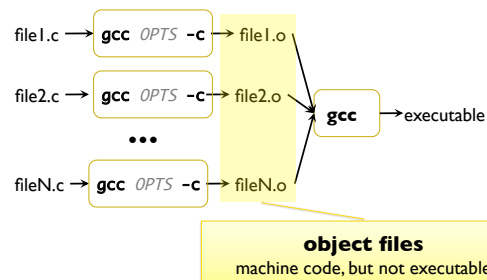 file1.c gcc OPTS -c file1.o
file2.c gcc OPTS -c file2.o
gcc executable
•••
fileN.c gcc OPTS -c fileN.o
object files
machine code, but not executable